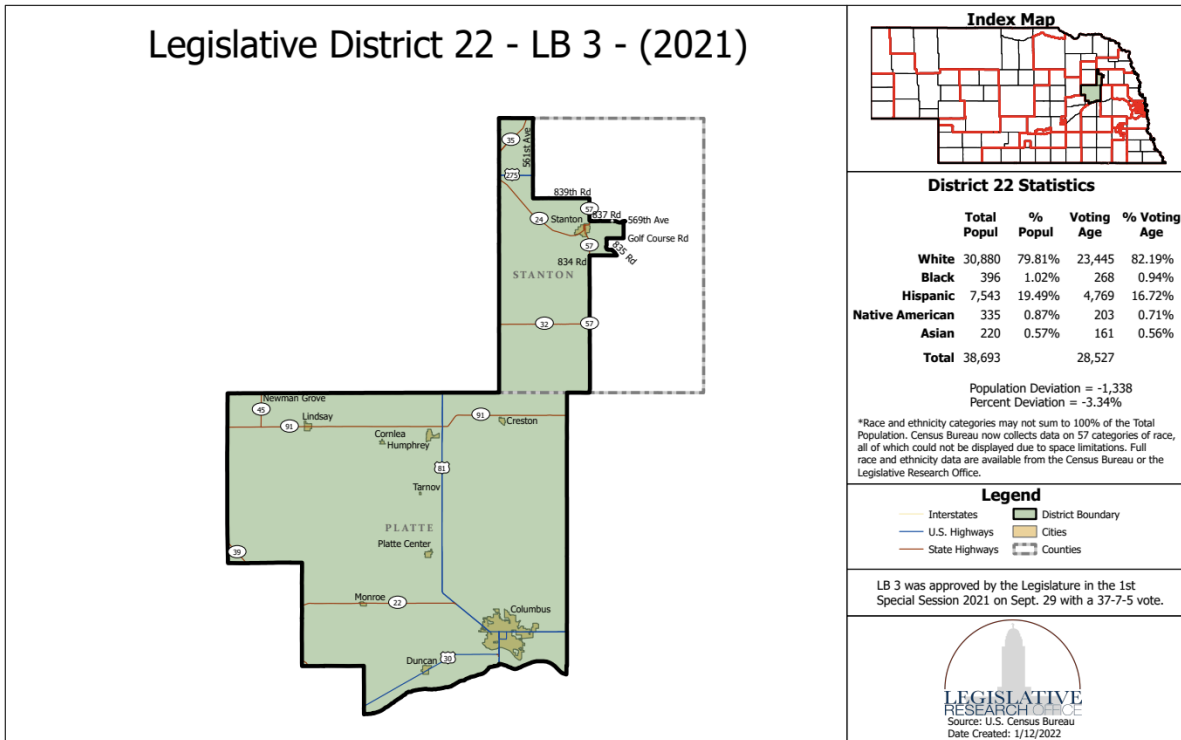 Legislative District 22 - LB 3 - (2021)
35
561st Ave
275
839th Rd
57
837 Rd
569th Ave
24
Stanton
Golf Course Rd
57
835 Rd
834 Rd
STANTON
32
57
Newman Grove
45
Lindsay
91
91
Creston
Cornlea
Humphrey
81
Tarnov
PLATTE
Platte Center
39
Monroe
22
Columbus
Duncan
30
Index Map
District 22 Statistics
Total % Voting % Voting
Popul Popul Age Age
White 30,880 79.81% 23,445 82.19%
Black 396 1.02% 268 0.94%
Hispanic 7,543 19.49% 4,769 16.72%
Native American 335 0.87% 203 0.71%
Asian 220 0.57% 161 0.56%
Total 38,693 28,527
Population Deviation = -1,338
Percent Deviation = -3.34%
*Race and ethnicity categories may not sum to 100% of the Total
Population. Census Bureau now collects data on 57 categories of race,
all of which could not be displayed due to space limitations. Full
race and ethnicity data are available from the Census Bureau or the
Legislative Research Office.
Legend
Interstates District Boundary
U.S. Highways Cities
State Highways Counties
LB 3 was approved by the Legislature in the 1st
Special Session 2021 on Sept. 29 with a 37-7-5 vote.
LEGISLATIVE
RESEARCH OFFICE
Source: U.S. Census Bureau
Date Created: 1/12/2022